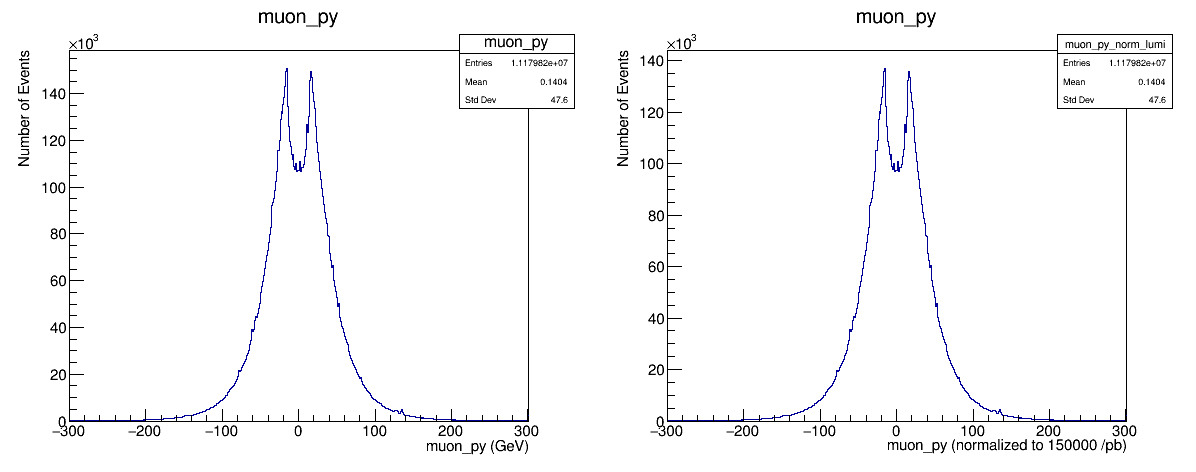 muon_py
×10³
muon_py
Entries 1.117982e+07
Mean 0.1404
Std Dev 47.6
Number of Events
140
120
100
80
60
40
20
0
−300 −200 −100 0 100 200 300
muon_py (GeV)
muon_py
×10³
muon_py_norm_lumi
Entries 1.117982e+07
Mean 0.1404
Std Dev 47.6
Number of Events
140
120
100
80
60
40
20
0
−300 −200 −100 0 100 200 300
muon_py (normalized to 150000 /pb)